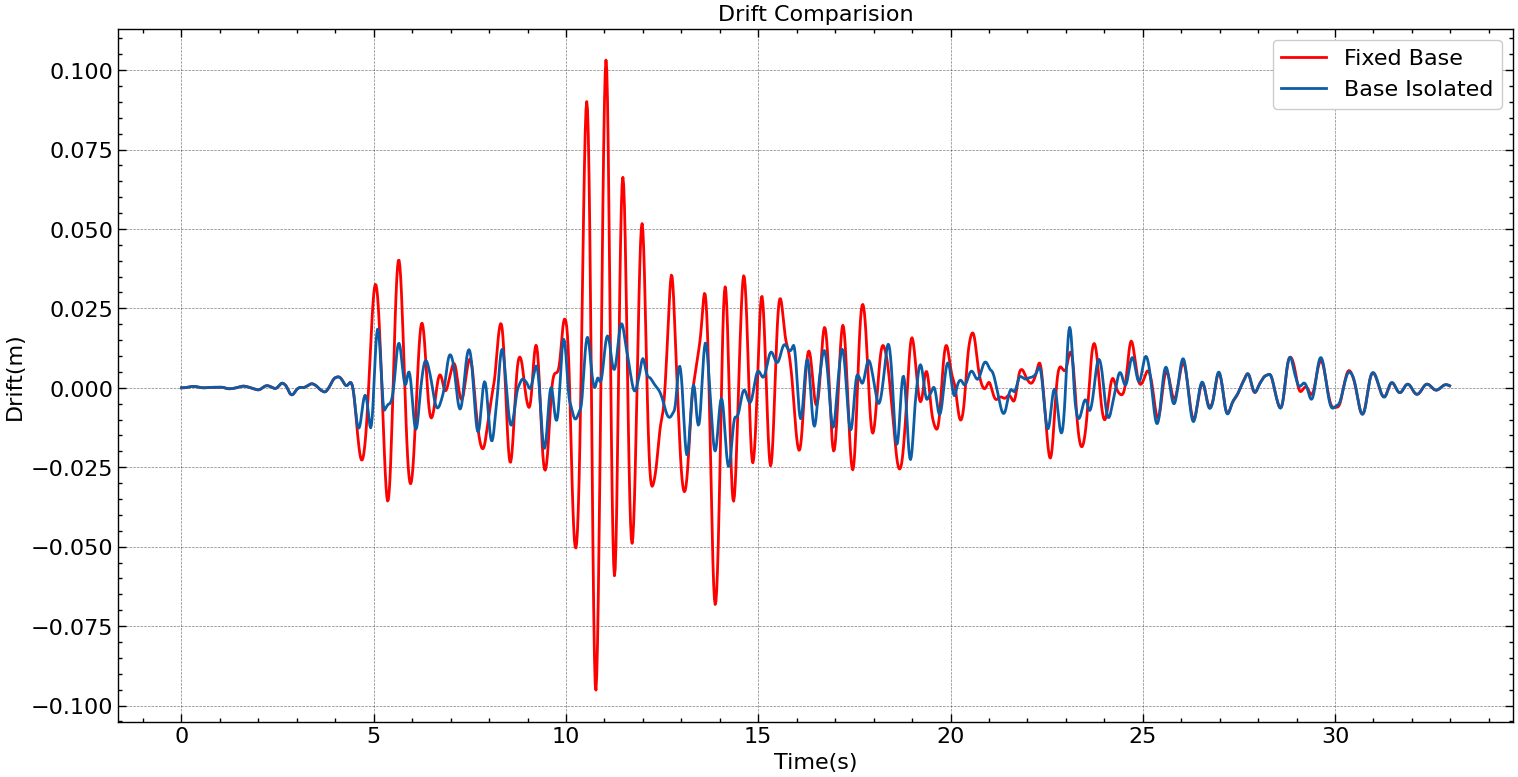 Drift Comparision
Fixed Base
Base Isolated
Drift(m)
0.100
0.075
0.050
0.025
0.000
−0.025
−0.050
−0.075
−0.100
0 5 10 15 20 25 30
Time(s)